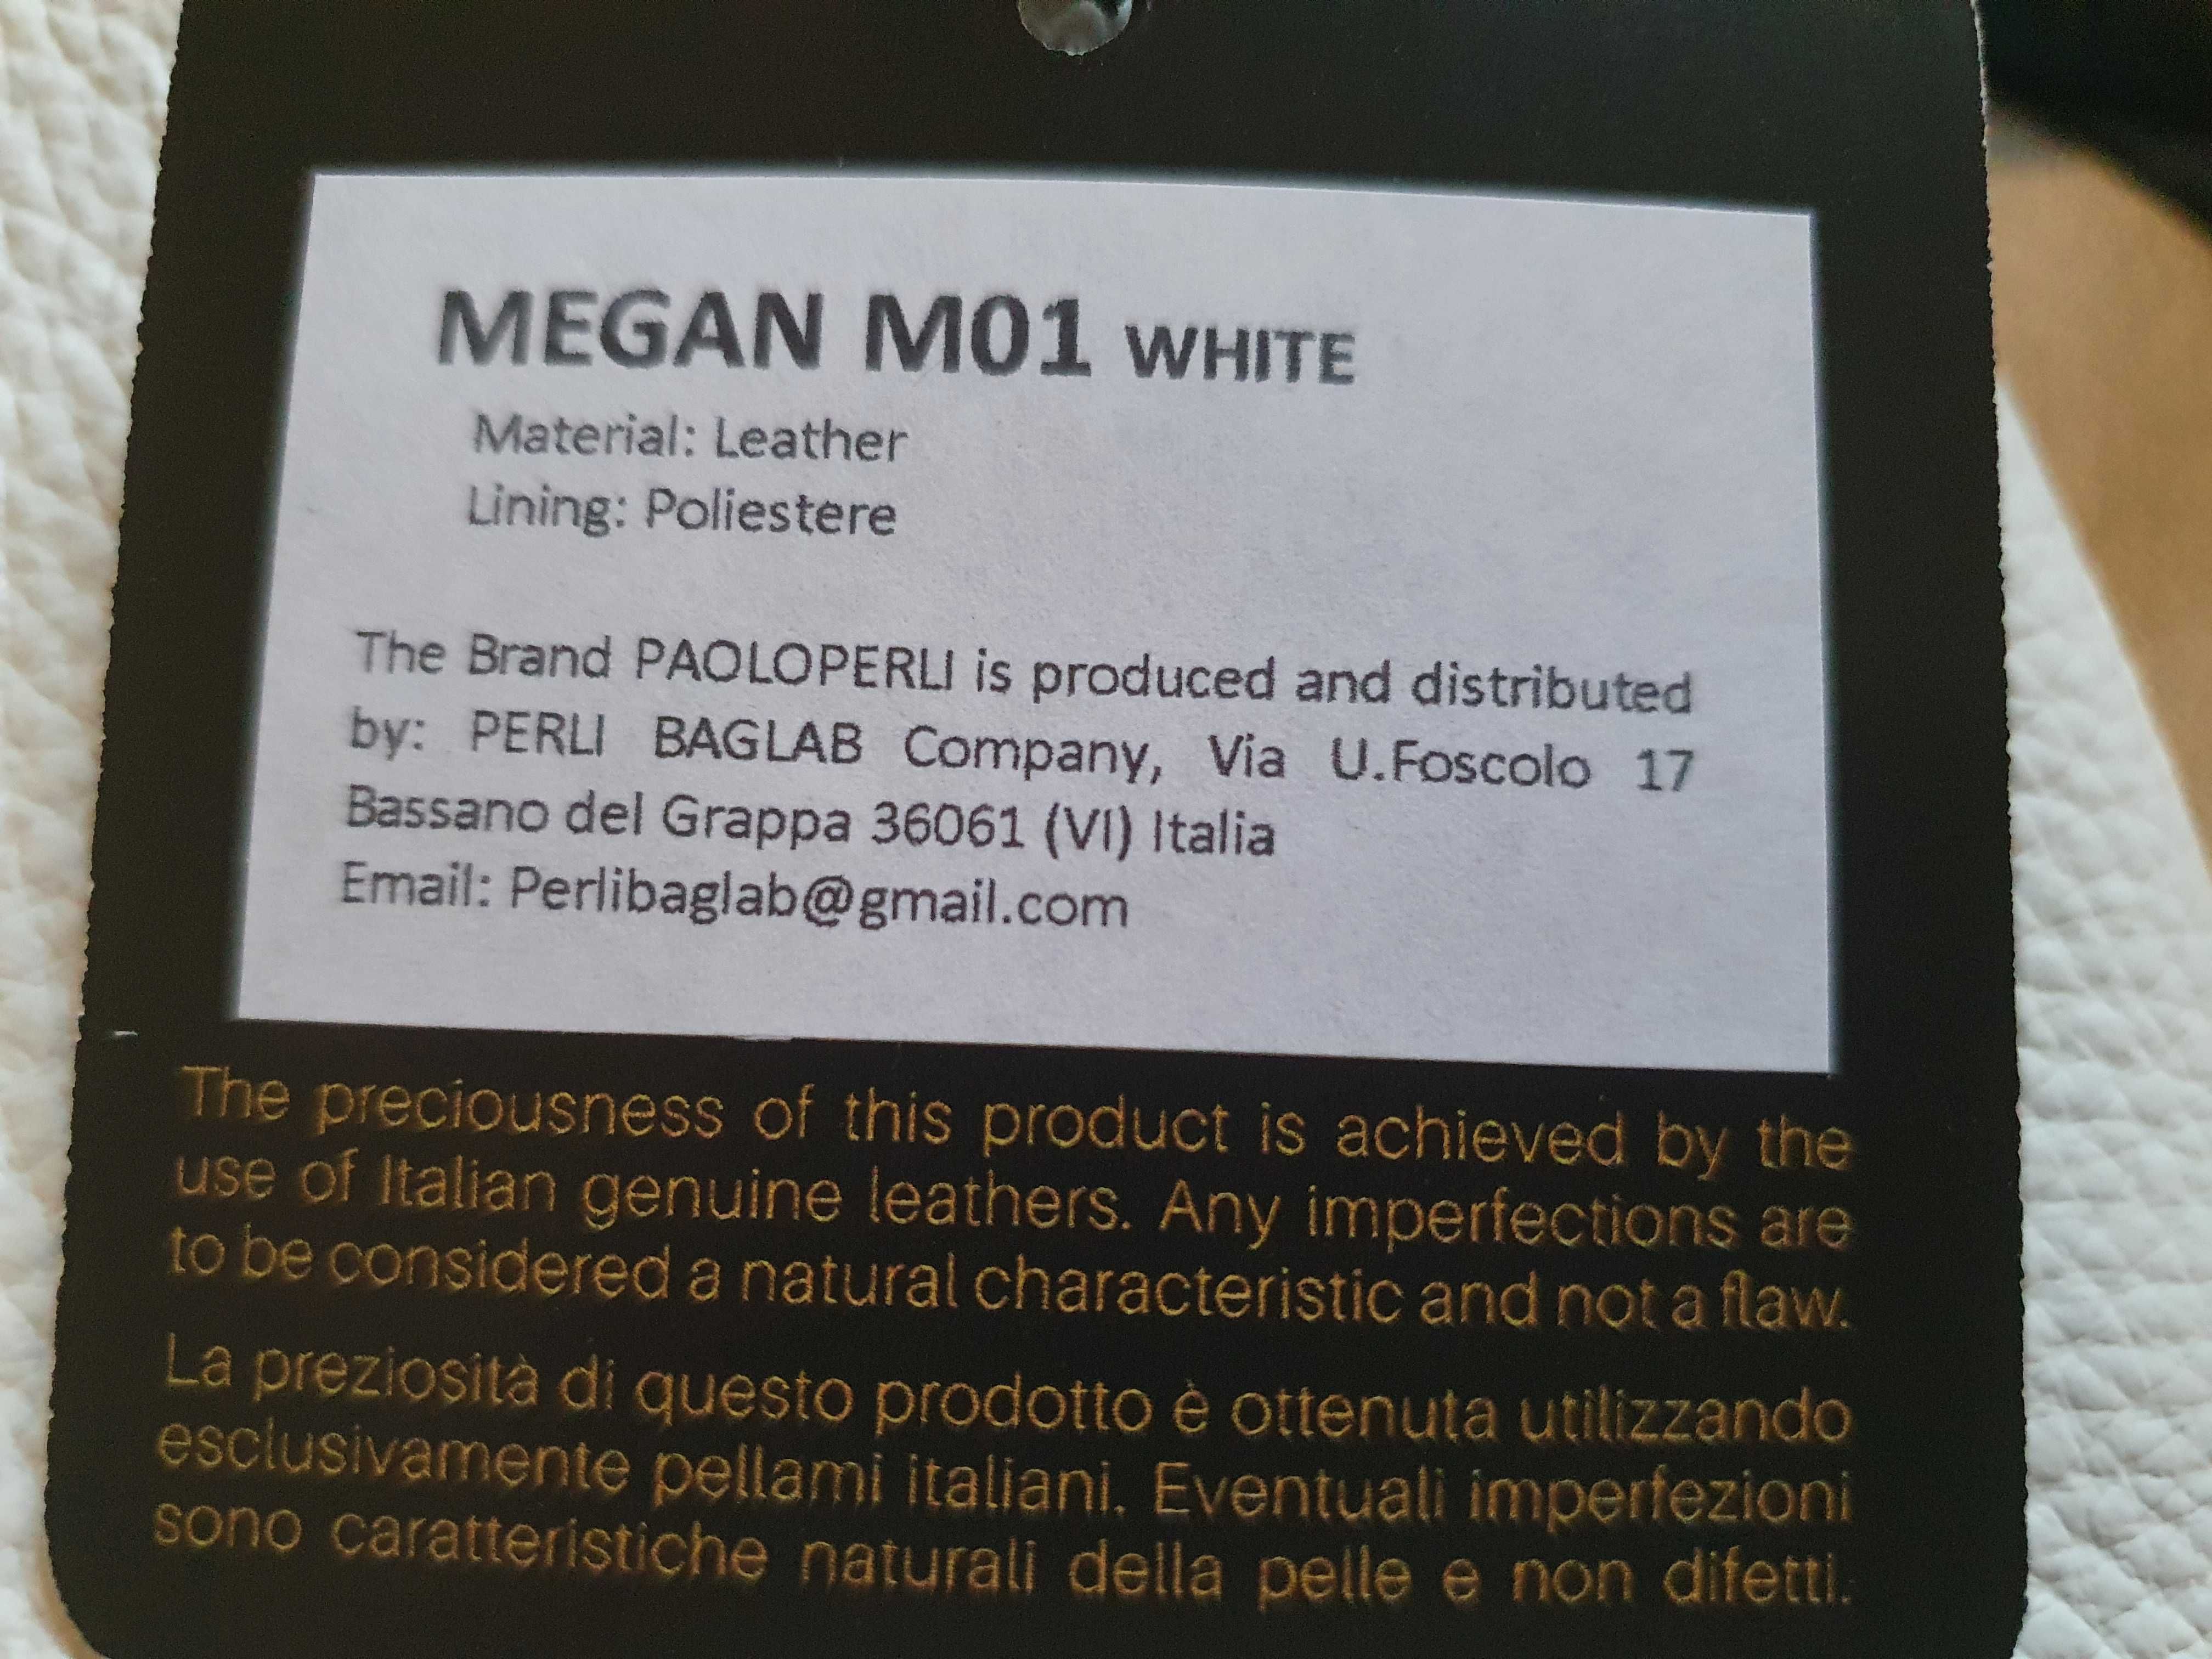 MEGAN M01 WHITE
Material: Leather
Lining: Poliestere
The Brand PAOLOPERLI is produced and distributed
by: PERLI BAGLAB Company, Via U.Foscolo 17
Bassano del Grappa 36061 (VI) Italia
Email: Perlibaglab@gmail.com
The preciousness of this product is achieved by the
use of Italian genuine leathers. Any imperfections are
to be considered a natural characteristic and not a flaw.
La preziosità di questo prodotto è ottenuta utilizzando
esclusivamente pellami italiani. Eventuali imperfezioni
sono caratteristiche naturali della pelle e non difetti.